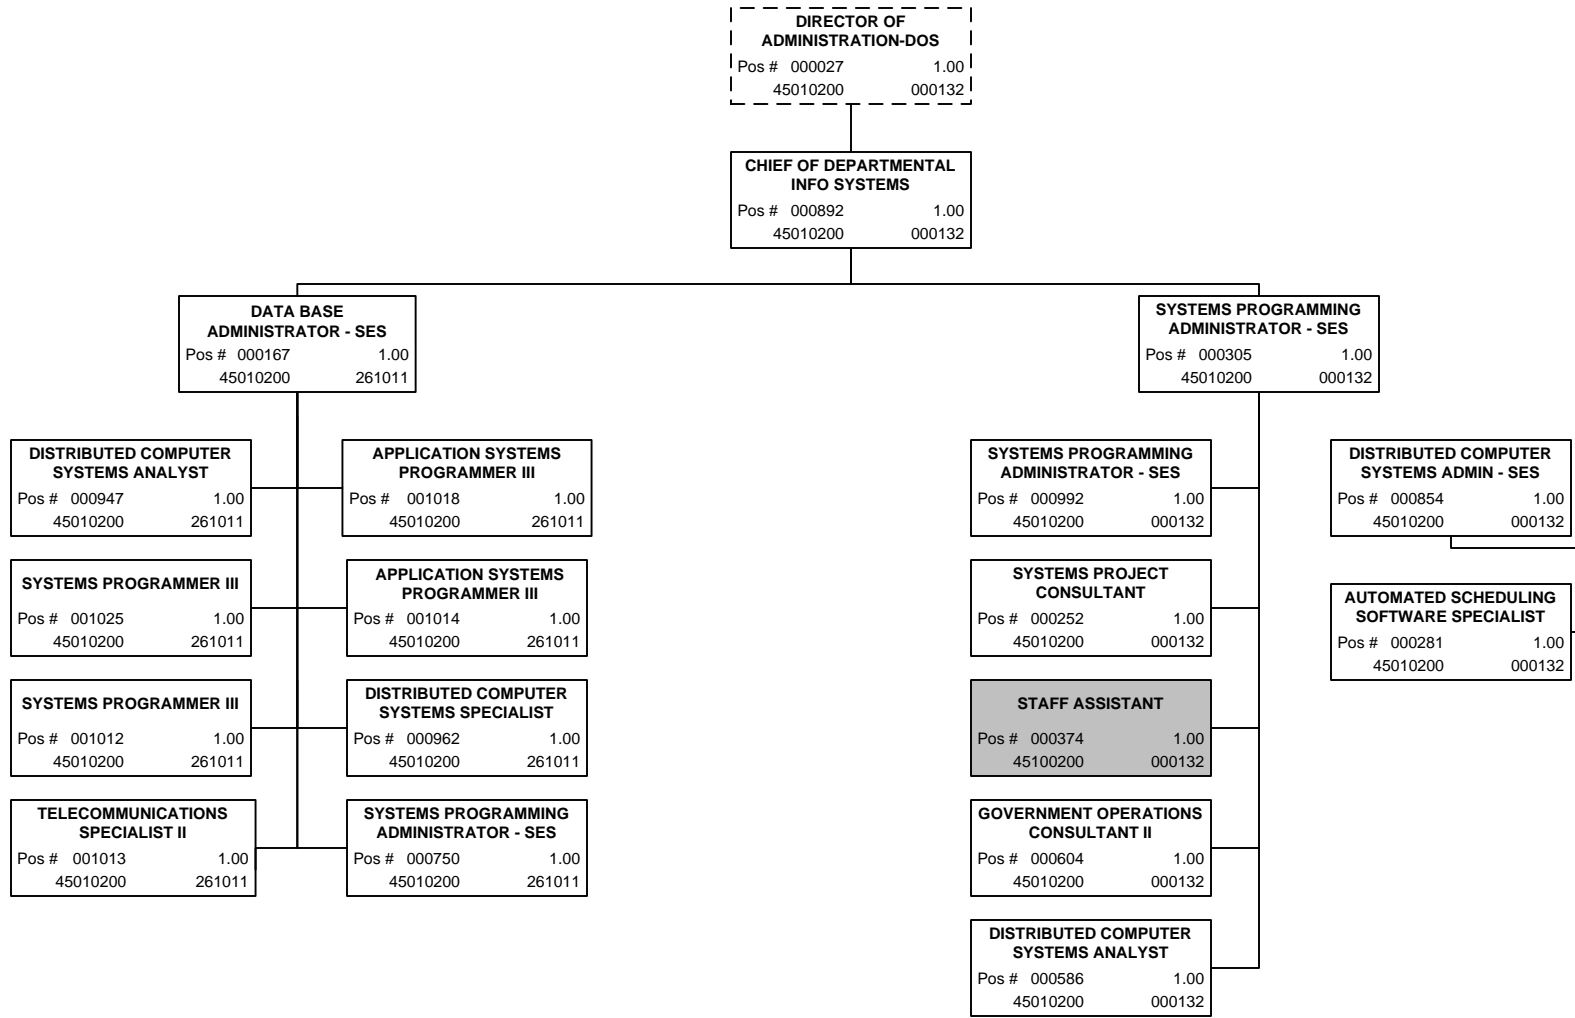 DIRECTOR OF
ADMINISTRATION-DOS
Pos # 000027 1.00
45010200 000132
CHIEF OF DEPARTMENTAL
INFO SYSTEMS
Pos # 000892 1.00
45010200 000132
DATA BASE
ADMINISTRATOR - SES
Pos # 000167 1.00
45010200 261011
SYSTEMS PROGRAMMING
ADMINISTRATOR - SES
Pos # 000305 1.00
45010200 000132
DISTRIBUTED COMPUTER
SYSTEMS ANALYST
Pos # 000947 1.00
45010200 261011
APPLICATION SYSTEMS
PROGRAMMER III
Pos # 001018 1.00
45010200 261011
SYSTEMS PROGRAMMING
ADMINISTRATOR - SES
Pos # 000992 1.00
45010200 000132
DISTRIBUTED COMPUTER
SYSTEMS ADMIN - SES
Pos # 000854 1.00
45010200 000132
SYSTEMS PROGRAMMER III
Pos # 001025 1.00
45010200 261011
APPLICATION SYSTEMS
PROGRAMMER III
Pos # 001014 1.00
45010200 261011
SYSTEMS PROJECT
CONSULTANT
Pos # 000252 1.00
45010200 000132
AUTOMATED SCHEDULING
SOFTWARE SPECIALIST
Pos # 000281 1.00
45010200 000132
SYSTEMS PROGRAMMER III
Pos # 001012 1.00
45010200 261011
DISTRIBUTED COMPUTER
SYSTEMS SPECIALIST
Pos # 000962 1.00
45010200 261011
STAFF ASSISTANT
Pos # 000374 1.00
45100200 000132
TELECOMMUNICATIONS
SPECIALIST II
Pos # 001013 1.00
45010200 261011
SYSTEMS PROGRAMMING
ADMINISTRATOR - SES
Pos # 000750 1.00
45010200 261011
GOVERNMENT OPERATIONS
CONSULTANT II
Pos # 000604 1.00
45010200 000132
DISTRIBUTED COMPUTER
SYSTEMS ANALYST
Pos # 000586 1.00
45010200 000132